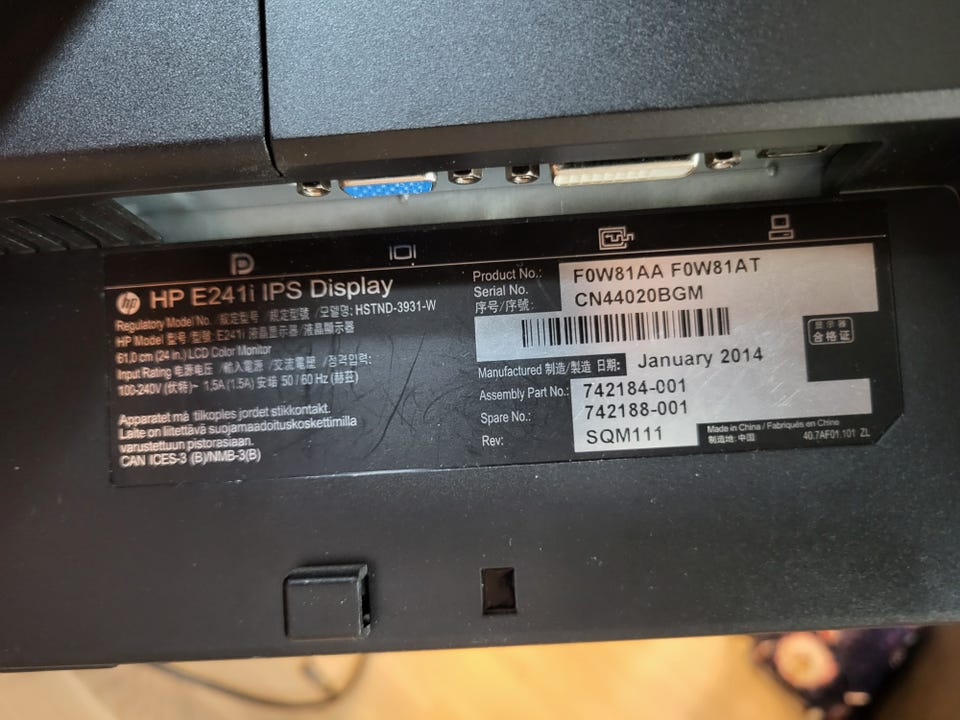 hp HP E241i IPS Display
Regulatory Model No. 规定型号 / 規定型號 / 모델명: HSTND-3931-W
HP Model 型号/型號: E241i 液晶显示器/液晶顯示器
61.0 cm (24 in.) LCD Color Monitor
Input Rating 电源电压 /輸入電源 /交流電壓 /정격입력:
100-240V (伏特)~ 1.5A (1.5A) 安培 50 / 60 Hz (赫茲)
Apparatet må tilkoples jordet stikkontakt.
Laite on liitettävä suojamaadoituskoskettimilla
varustettuun pistorasiaan.
CAN ICES-3 (B)/NMB-3(B)
Product No.: F0W81AA F0W81AT
Serial No. CN44020BGM
序号/序號:
显示器
合格证
Manufactured 制造/製造 日期: January 2014
Assembly Part No.: 742184-001
Spare No.: 742188-001
Rev: SQM111
Made in China / Fabriqués en Chine
制造地: 中国 40.7AF01.101 ZL